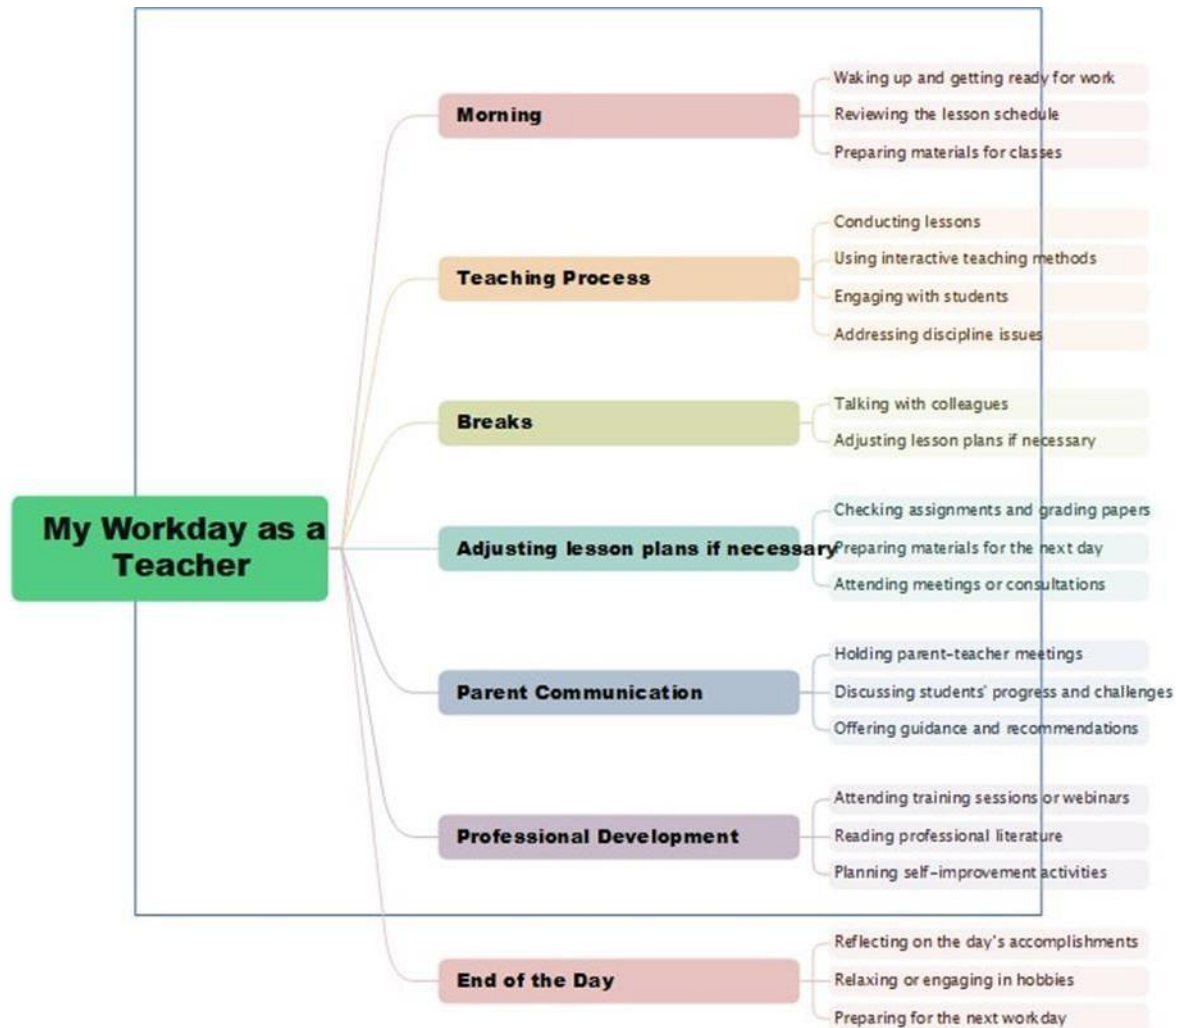 My Workday as a
Teacher
Morning
Waking up and getting ready for work
Reviewing the lesson schedule
Preparing materials for classes
Teaching Process
Conducting lessons
Using interactive teaching methods
Engaging with students
Addressing discipline issues
Breaks
Talking with colleagues
Adjusting lesson plans if necessary
Adjusting lesson plans if necessary
Checking assignments and grading papers
Preparing materials for the next day
Attending meetings or consultations
Parent Communication
Holding parent-teacher meetings
Discussing students' progress and challenges
Offering guidance and recommendations
Professional Development
Attending training sessions or webinars
Reading professional literature
Planning self-improvement activities
End of the Day
Reflecting on the day's accomplishments
Relaxing or engaging in hobbies
Preparing for the next workday